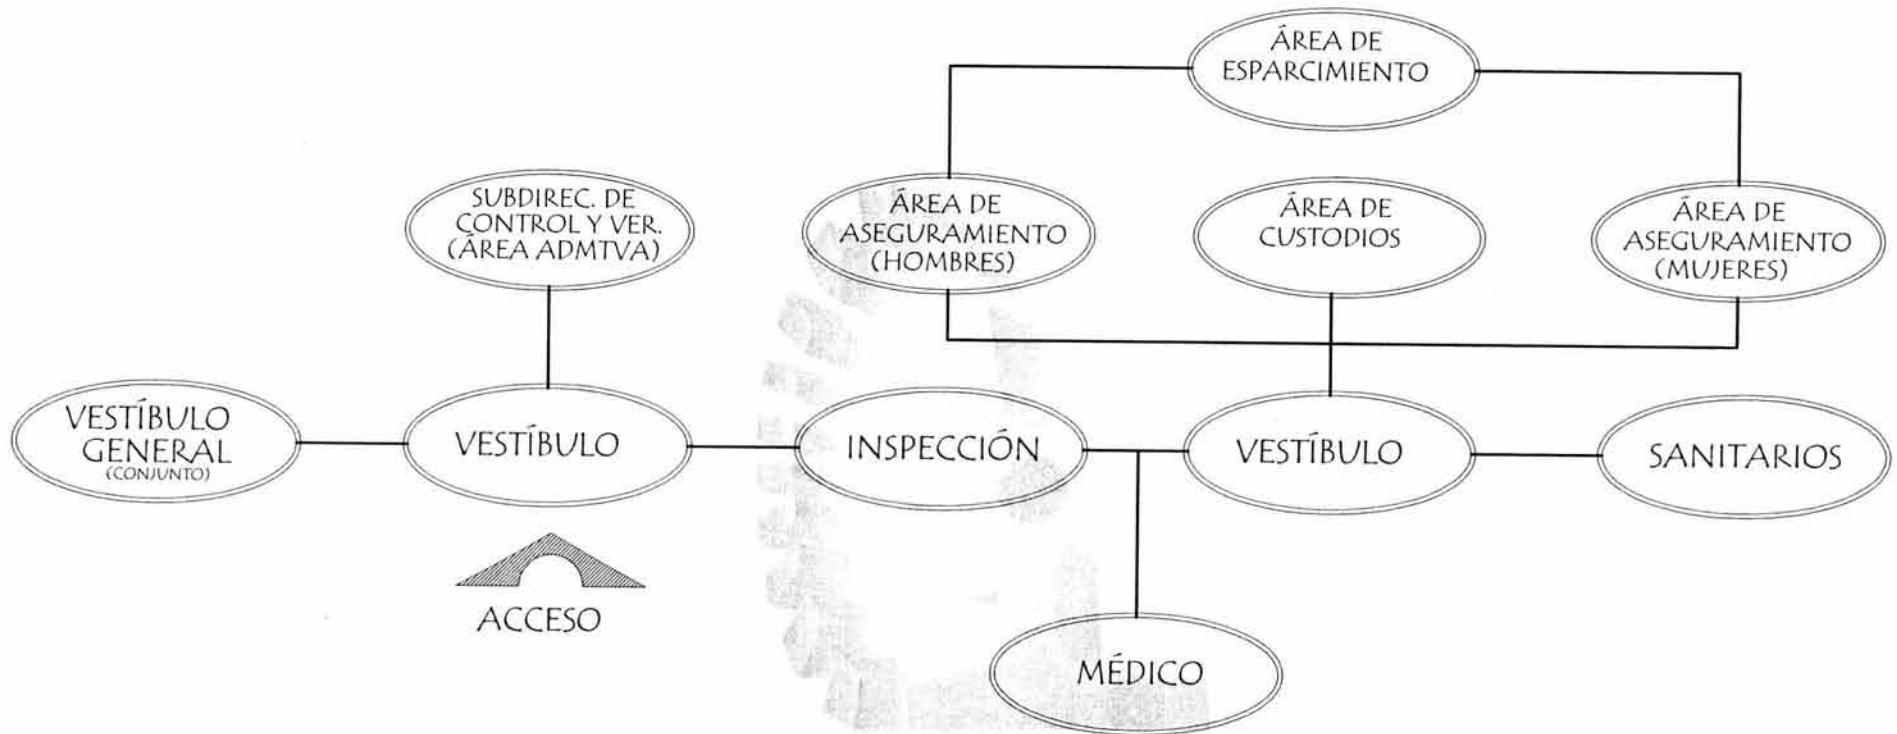 ÁREA DE
ESPARCIMIENTO
SUBDIREC. DE
CONTROL Y VER.
(ÁREA ADMTVA)
ÁREA DE
ASEGURAMIENTO
(HOMBRES)
ÁREA DE
CUSTODIOS
ÁREA DE
ASEGURAMIENTO
(MUJERES)
VESTÍBULO
GENERAL
(CONJUNTO)
VESTÍBULO
INSPECCIÓN
VESTÍBULO
SANITARIOS
ACCESO
MÉDICO